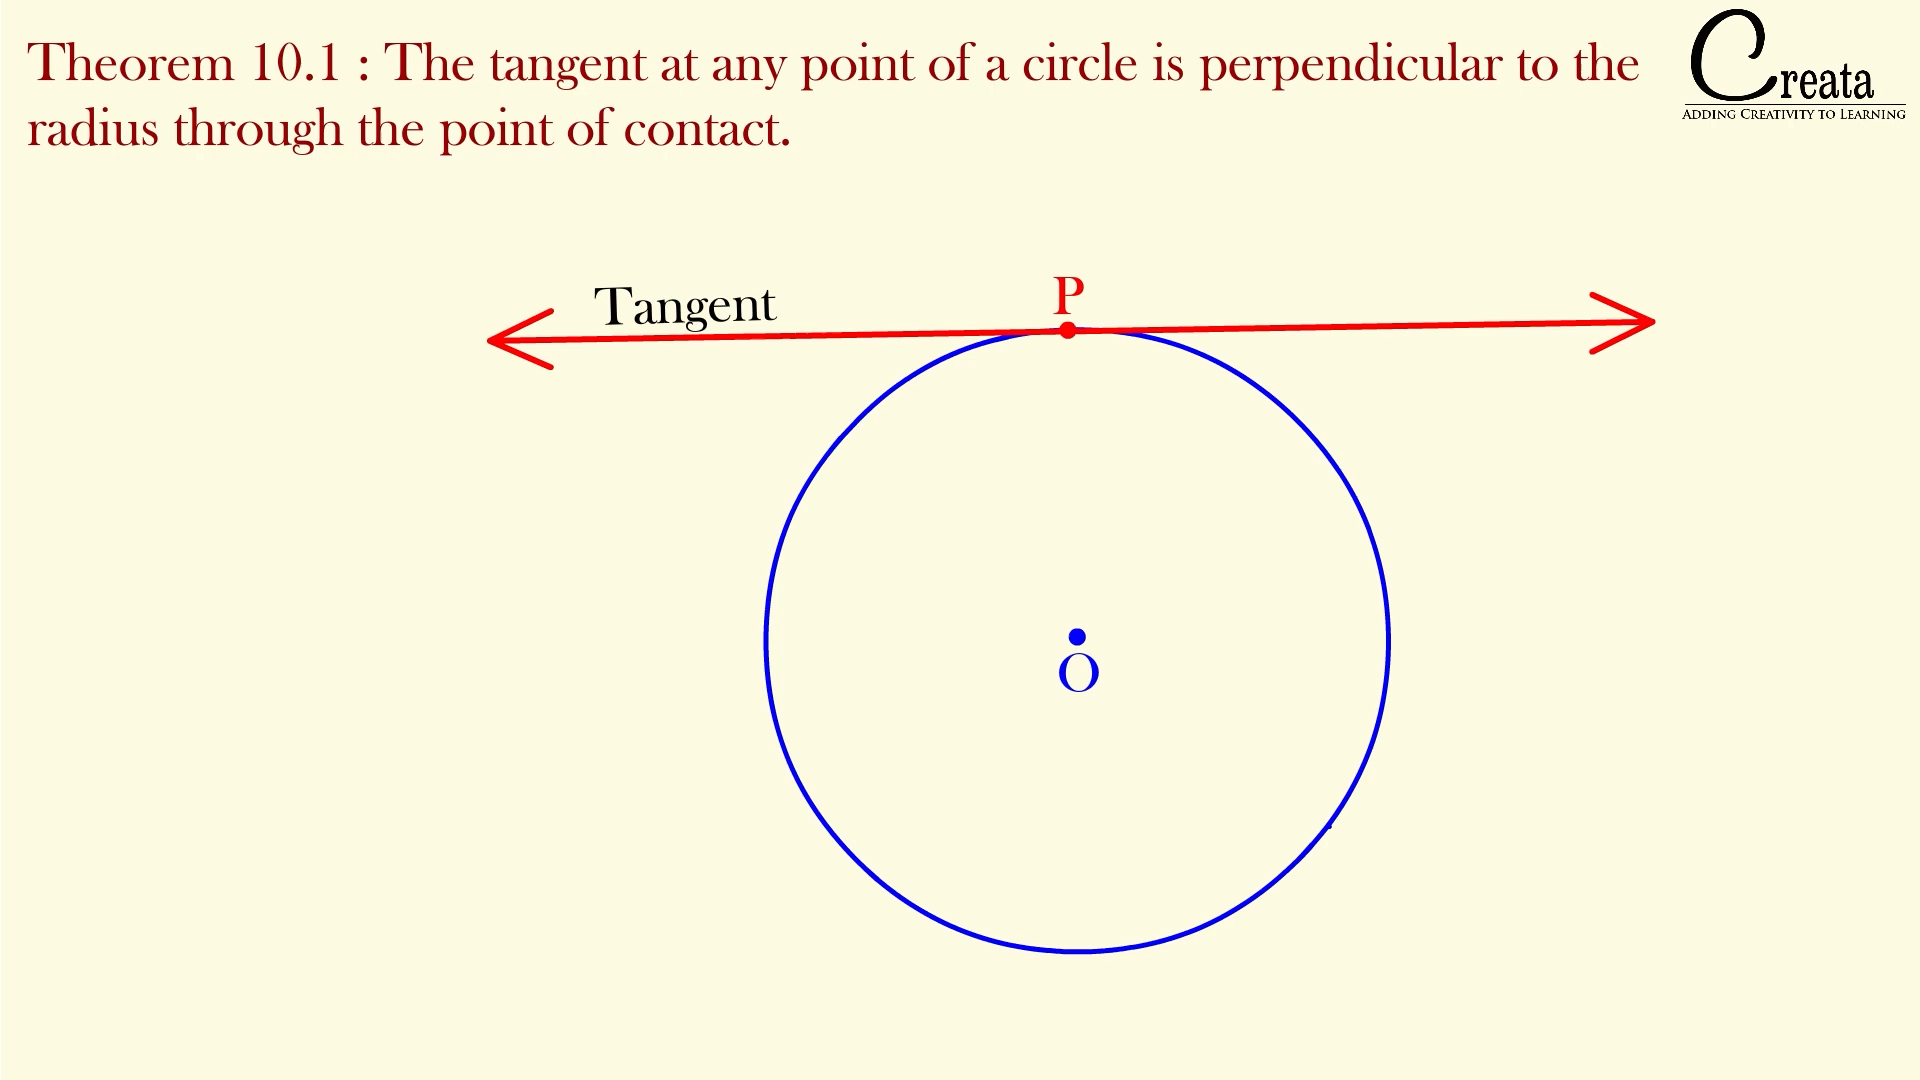 Theorem 10.1 : The tangent at any point of a circle is perpendicular to the
radius through the point of contact.
Creata
ADDING CREATIVITY TO LEARNING
Tangent
P
O